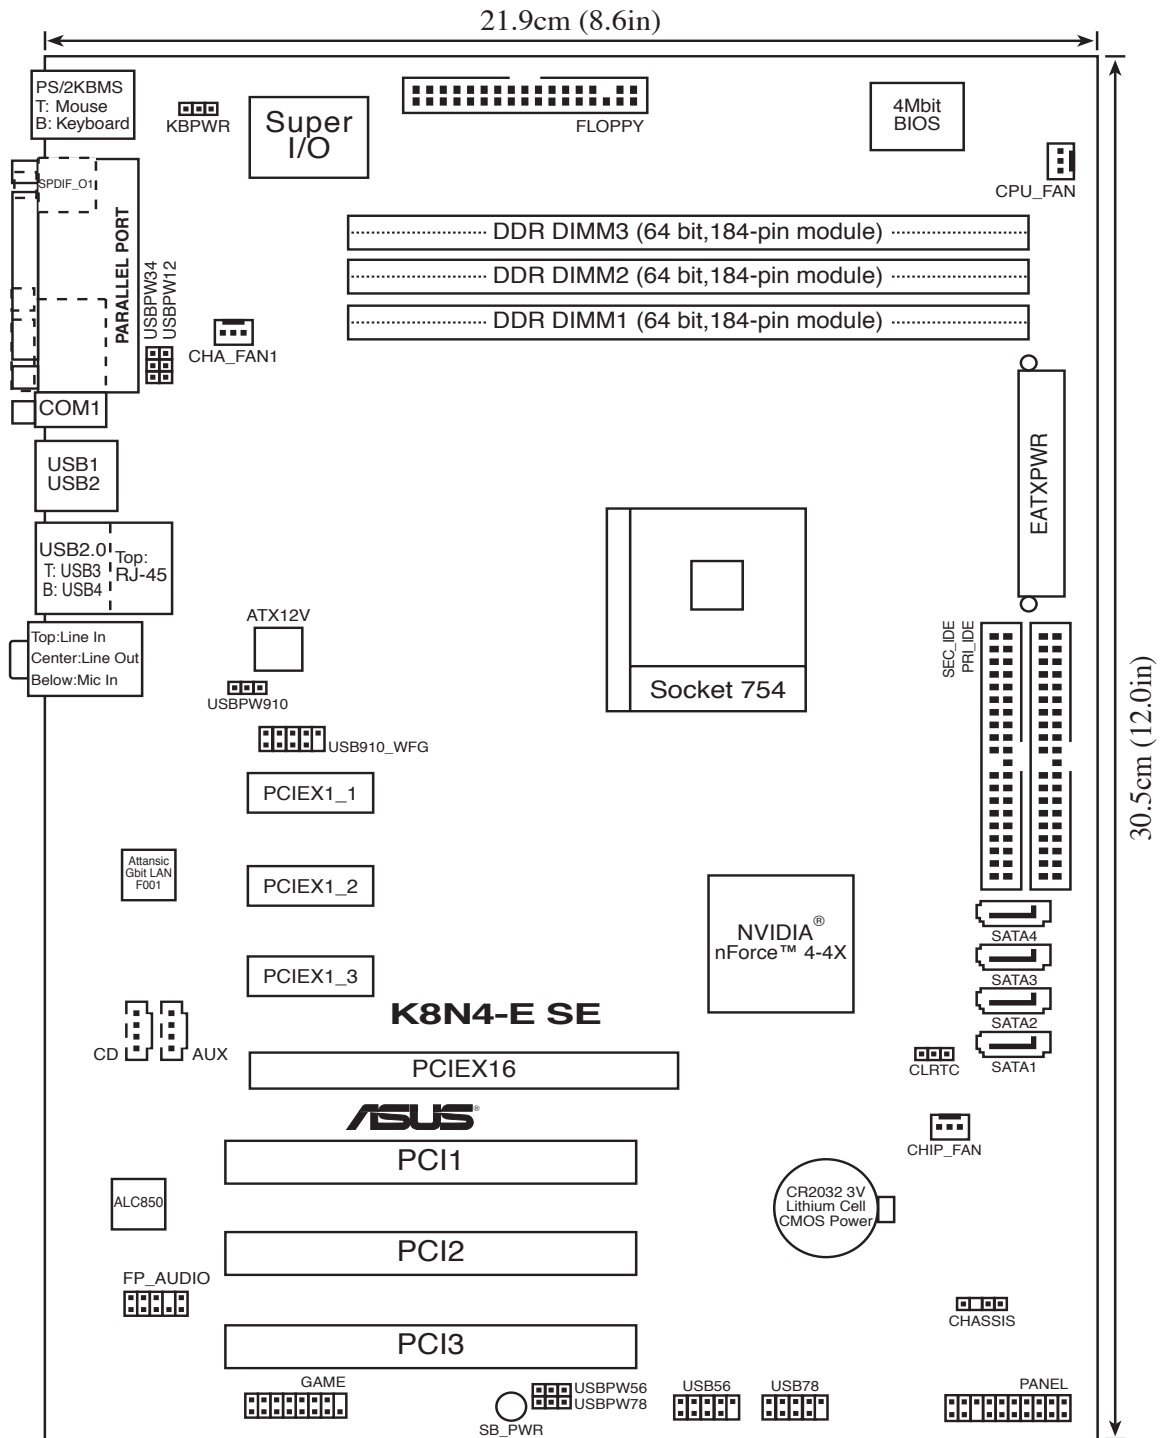 21.9cm (8.6in)
PS/2KBMS
T: Mouse
B: Keyboard
KBPWR
Super
I/O
FLOPPY
4Mbit
BIOS
CPU_FAN
SPDIF_O1
PARALLEL PORT
USBPW34
USBPW12
CHA_FAN1
DDR DIMM3 (64 bit,184-pin module)
DDR DIMM2 (64 bit,184-pin module)
DDR DIMM1 (64 bit,184-pin module)
COM1
USB1
USB2
EATXPWR
USB2.0
T: USB3
B: USB4
Top:
RJ-45
Top:Line In
Center:Line Out
Below:Mic In
ATX12V
USBPW910
USB910_WFG
Socket 754
SEC_IDE
PRI_IDE
30.5cm (12.0in)
PCIEX1_1
Attansic
Gbit LAN
F001
PCIEX1_2
PCIEX1_3
NVIDIA®
nForce™ 4-4X
SATA4
SATA3
SATA2
SATA1
K8N4-E SE
CD
AUX
PCIEX16
CLRTC
ASUS®
CHIP_FAN
PCI1
ALC850
CR2032 3V
Lithium Cell
CMOS Power
PCI2
FP_AUDIO
CHASSIS
PCI3
GAME
SB_PWR
USBPW56
USBPW78
USB56
USB78
PANEL